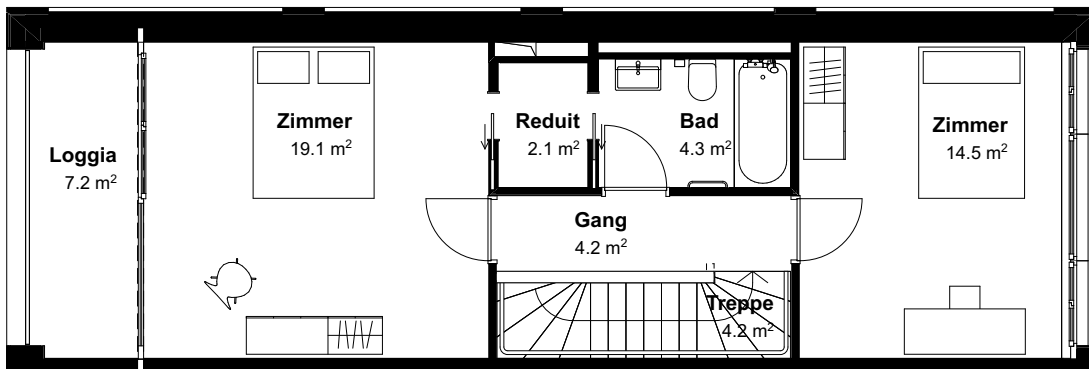 Loggia
7.2 m²
Zimmer
19.1 m²
Reduit
2.1 m²
Bad
4.3 m²
Zimmer
14.5 m²
Gang
4.2 m²
Treppe
4.2 m²